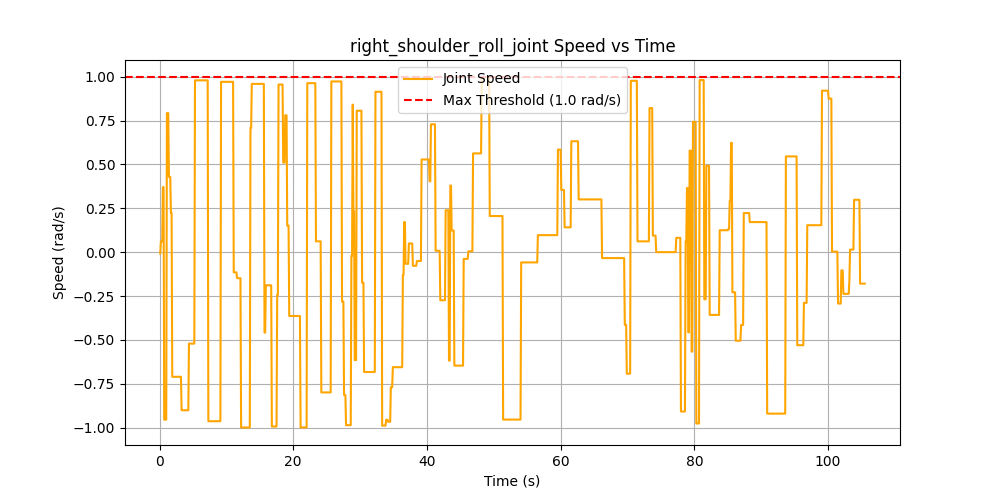 right_shoulder_roll_joint Speed vs Time
Joint Speed
Max Threshold (1.0 rad/s)
Speed (rad/s)
1.00
0.75
0.50
0.25
0.00
−0.25
−0.50
−0.75
−1.00
0 20 40 60 80 100
Time (s)